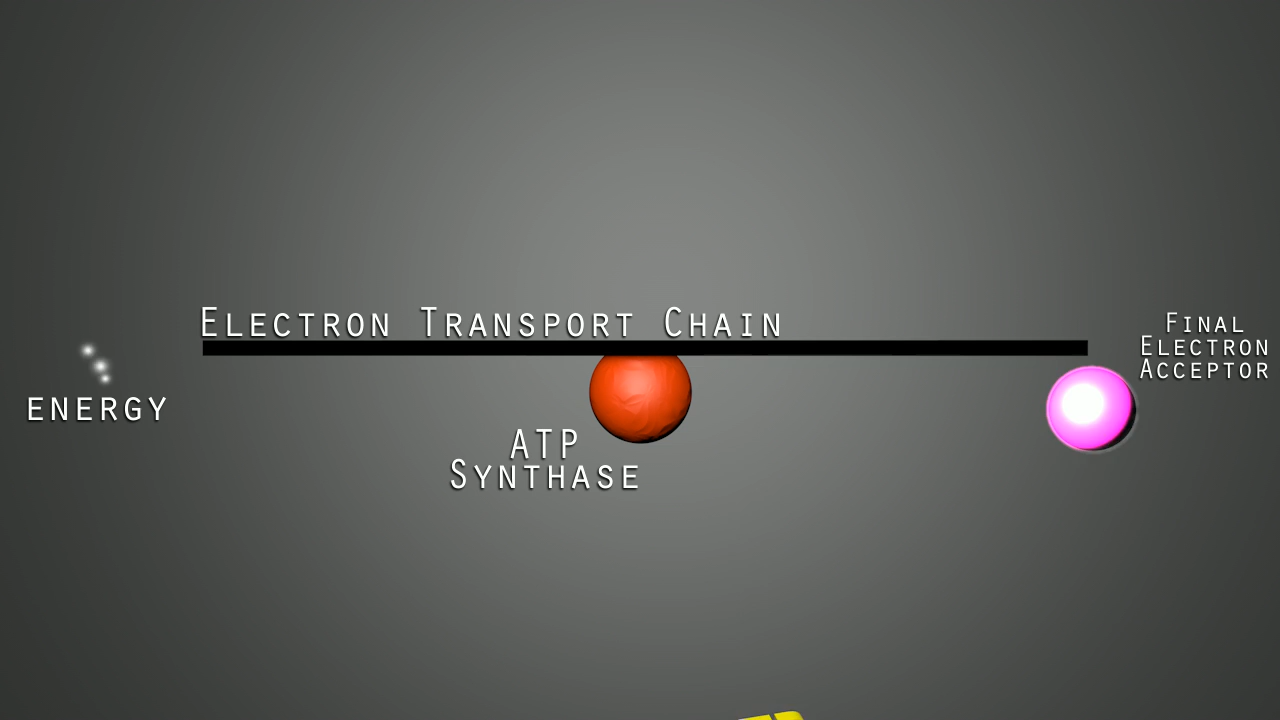 Electron Transport Chain
Final
Electron
Acceptor
ENERGY
ATP
Synthase